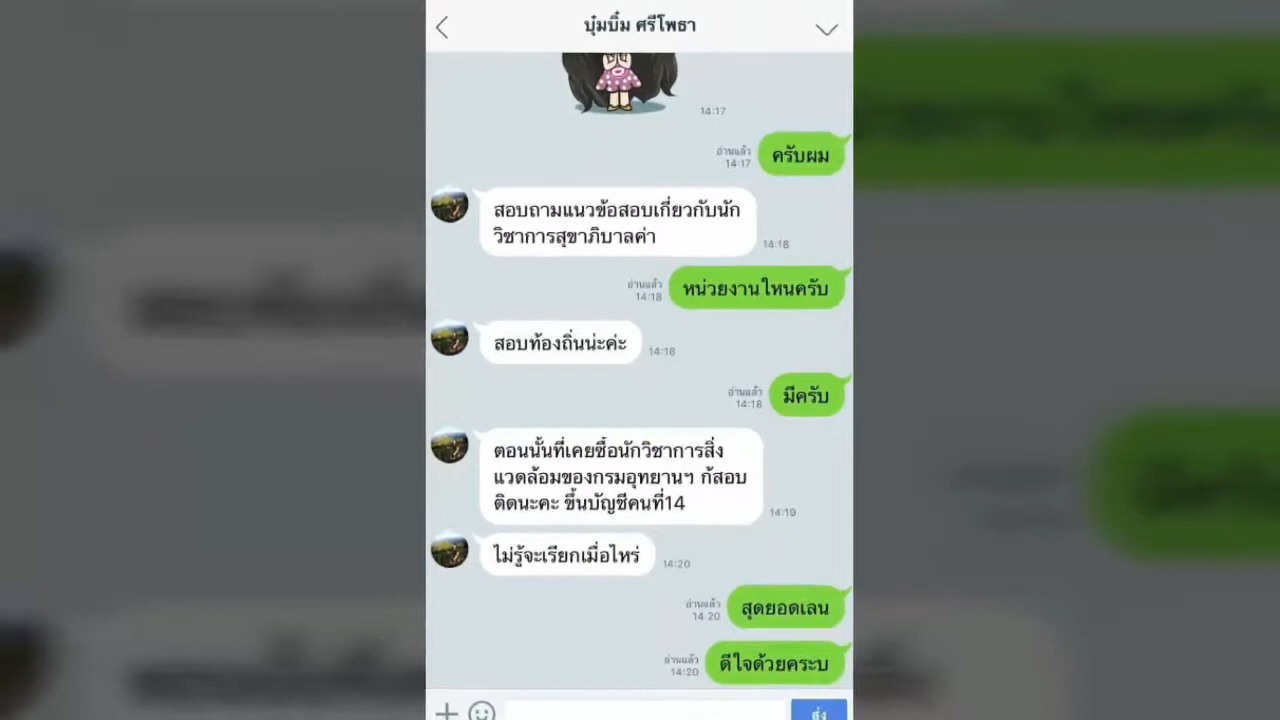 บุ๋มบิ๋ม ศรีโพธา
14:17
อ่านแล้ว
14:17
ครับผม
สอบถามแนวข้อสอบเกี่ยวกับนัก
วิชาการสุขาภิบาลค่า
14:18
อ่านแล้ว
14:18
หน่วยงานไหนครับ
สอบท้องถิ่นน่ะค่ะ
14:18
อ่านแล้ว
14:18
มีครับ
ตอนนั้นที่เคยซื้อนักวิชาการสิ่ง
แวดล้อมของกรมอุทยานฯ ก้สอบ
ติดนะคะ ขึ้นบัญชีคนที่14
14:19
ไม่รู้จะเรียกเมื่อไหร่
14:20
อ่านแล้ว
14:20
สุดยอดเลน
อ่านแล้ว
14:20
ดีใจด้วยคระบ
ส่ง